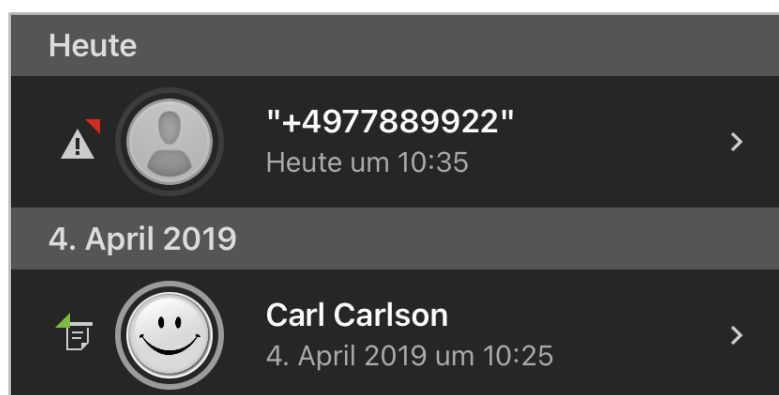 Heute
"+4977889922"
Heute um 10:35
4. April 2019
Carl Carlson
4. April 2019 um 10:25